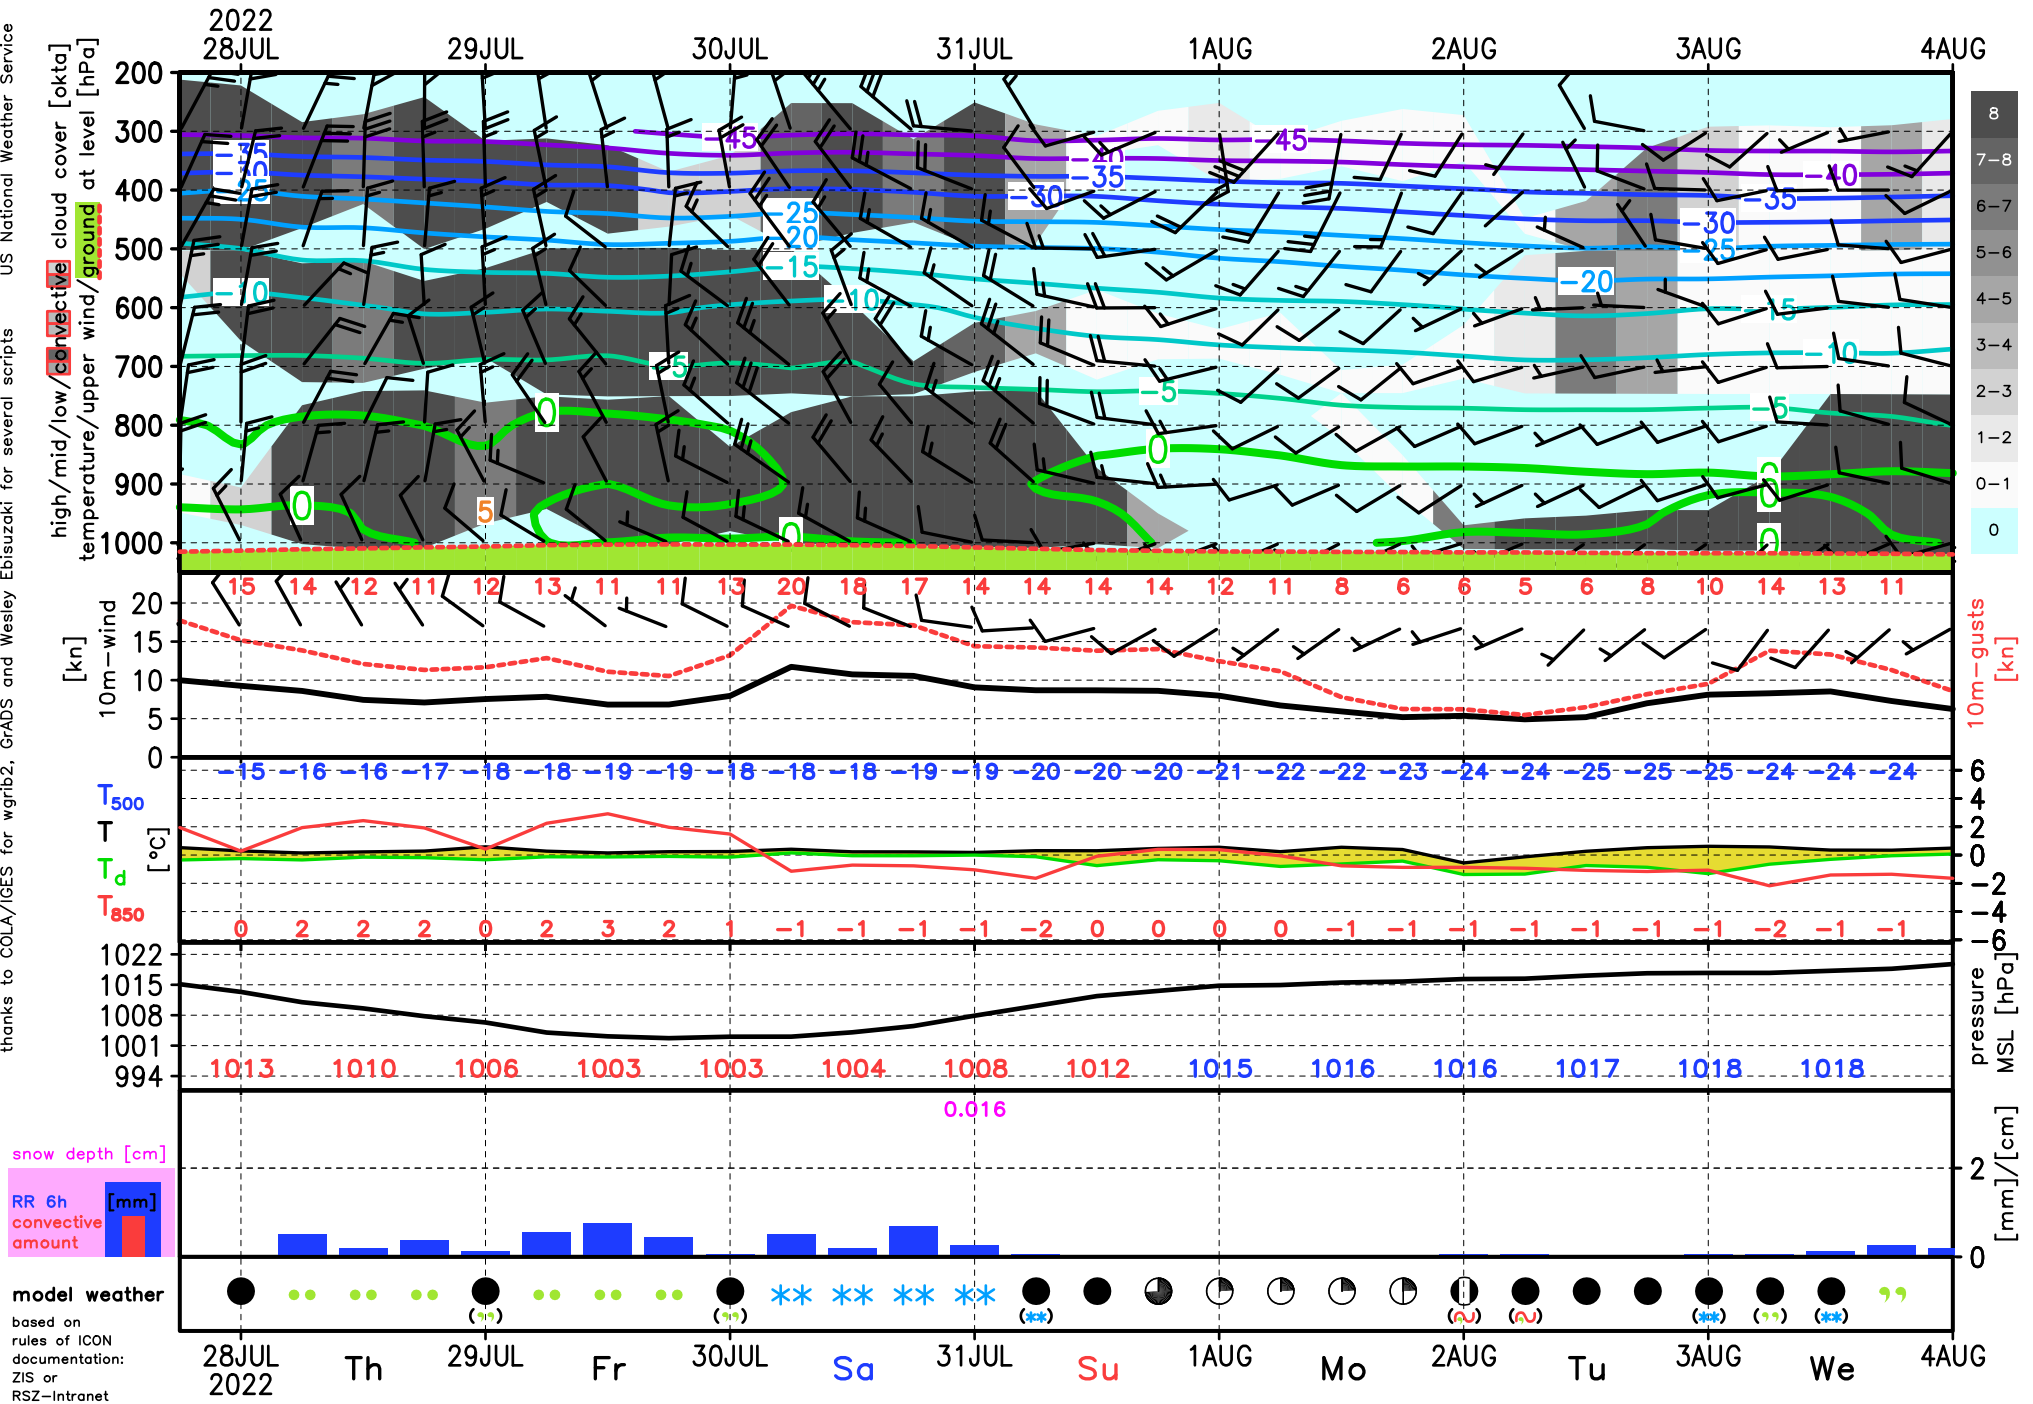 2022
28JUL 29JUL 30JUL 31JUL 1AUG 2AUG 3AUG 4AUG
US National Weather Service
thanks to COLA/IGES for wgrib2, GrADS and Wesley Ebisuzaki for several scripts
high/mid/low/convective cloud cover [okta]
temperature/upper wind/ground at level [hPa]
200
300
400
500
600
700
800
900
1000
-45 -45
-40 -40
-35 -35 -35
-30 -30 -30
-25 -25 -25
-20 -20
-15 -15
-10 -10 -10
-5 -5 -5
0 0 0 0 0 0 0
5
8
7-8
6-7
5-6
4-5
3-4
2-3
1-2
0-1
0
15 14 12 11 12 13 11 11 13 20 18 17 14 14 14 14 12 11 8 6 6 5 6 8 10 14 13 11
10m-wind
[kn]
20
15
10
5
0
10m-gusts
[kn]
-15 -16 -16 -17 -18 -18 -19 -19 -18 -18 -18 -19 -19 -20 -20 -20 -21 -22 -22 -23 -24 -24 -25 -25 -25 -24 -24 -24
T500
T
Td
T850
[°C]
6
4
2
0
-2
-4
-6
0 2 2 2 0 2 3 2 1 -1 -1 -1 -1 -2 0 0 0 0 -1 -1 -1 -1 -1 -1 -1 -2 -1 -1
1022
1015
1008
1001
994
pressure
MSL [hPa]
1013 1010 1006 1003 1003 1004 1008 1012 1015 1016 1016 1017 1018 1018
0.016
snow depth [cm]
RR 6h [mm]
convective
amount
2
0
[mm]/[cm]
model weather
based on
rules of ICON
documentation:
ZIS or
RSZ-Intranet
28JUL Th 29JUL Fr 30JUL Sa 31JUL Su 1AUG Mo 2AUG Tu 3AUG We 4AUG
2022